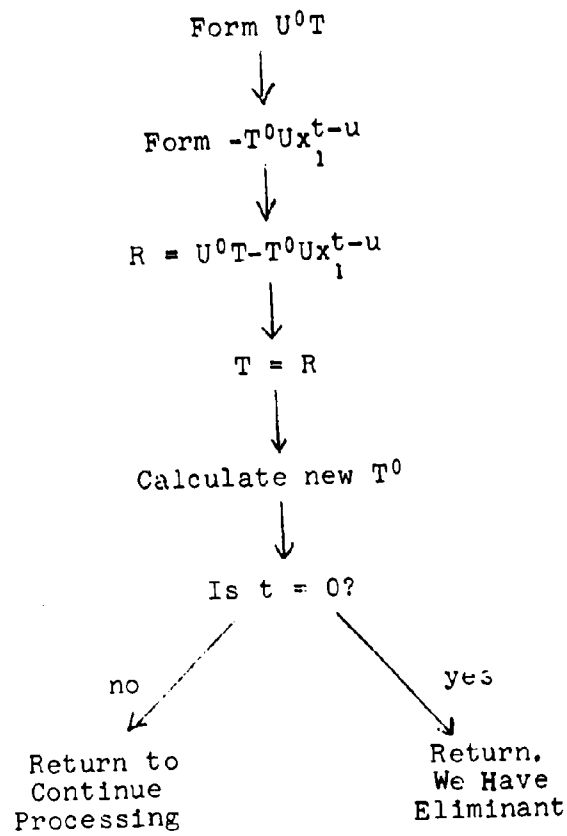 Form U⁰T
Form -T⁰Ux₁ᵗ⁻ᵘ
R = U⁰T-T⁰Ux₁ᵗ⁻ᵘ
T = R
Calculate new T⁰
Is t = 0?
no
yes
Return to
Continue
Processing
Return.
We Have
Eliminant